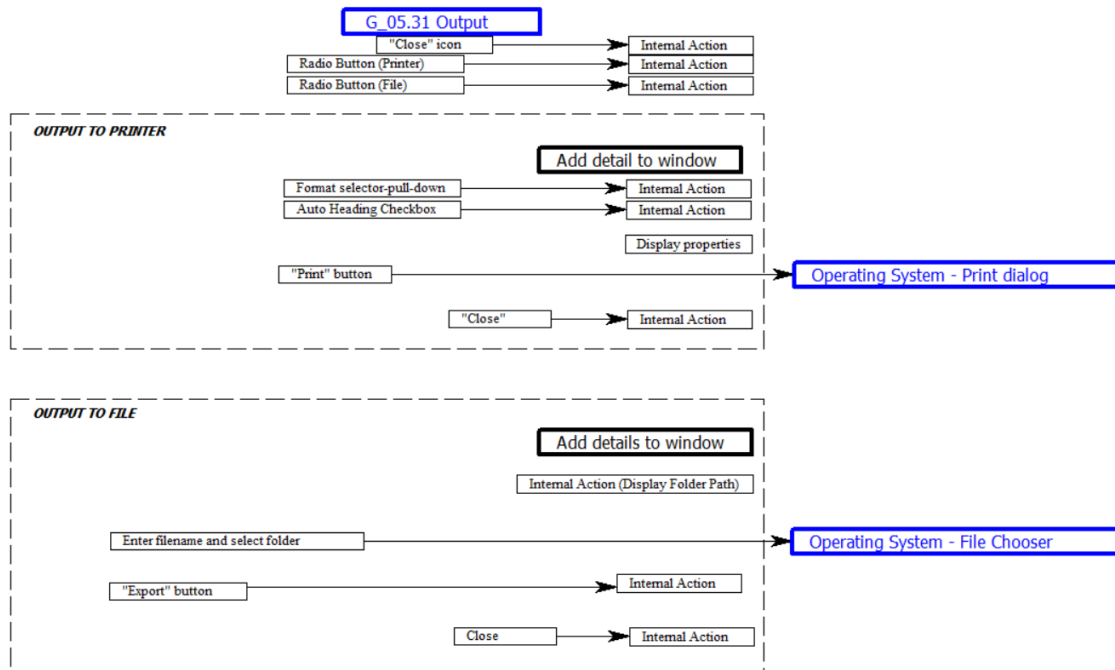 G_05.31 Output
"Close" icon Internal Action
Radio Button (Printer) Internal Action
Radio Button (File) Internal Action
OUTPUT TO PRINTER
Add detail to window
Format selector-pull-down Internal Action
Auto Heading Checkbox Internal Action
Display properties
"Print" button Operating System - Print dialog
"Close" Internal Action
OUTPUT TO FILE
Add details to window
Internal Action (Display Folder Path)
Enter filename and select folder Operating System - File Chooser
"Export" button Internal Action
Close Internal Action